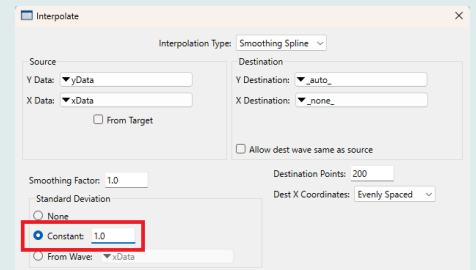 Interpolate
Interpolation Type: Smoothing Spline
Source
Y Data: yData
X Data: xData
From Target
Destination
Y Destination: _auto_
X Destination: _none_
Allow dest wave same as source
Smoothing Factor: 1.0
Destination Points: 200
Dest X Coordinates: Evenly Spaced
Standard Deviation
None
Constant: 1.0
From Wave: xData